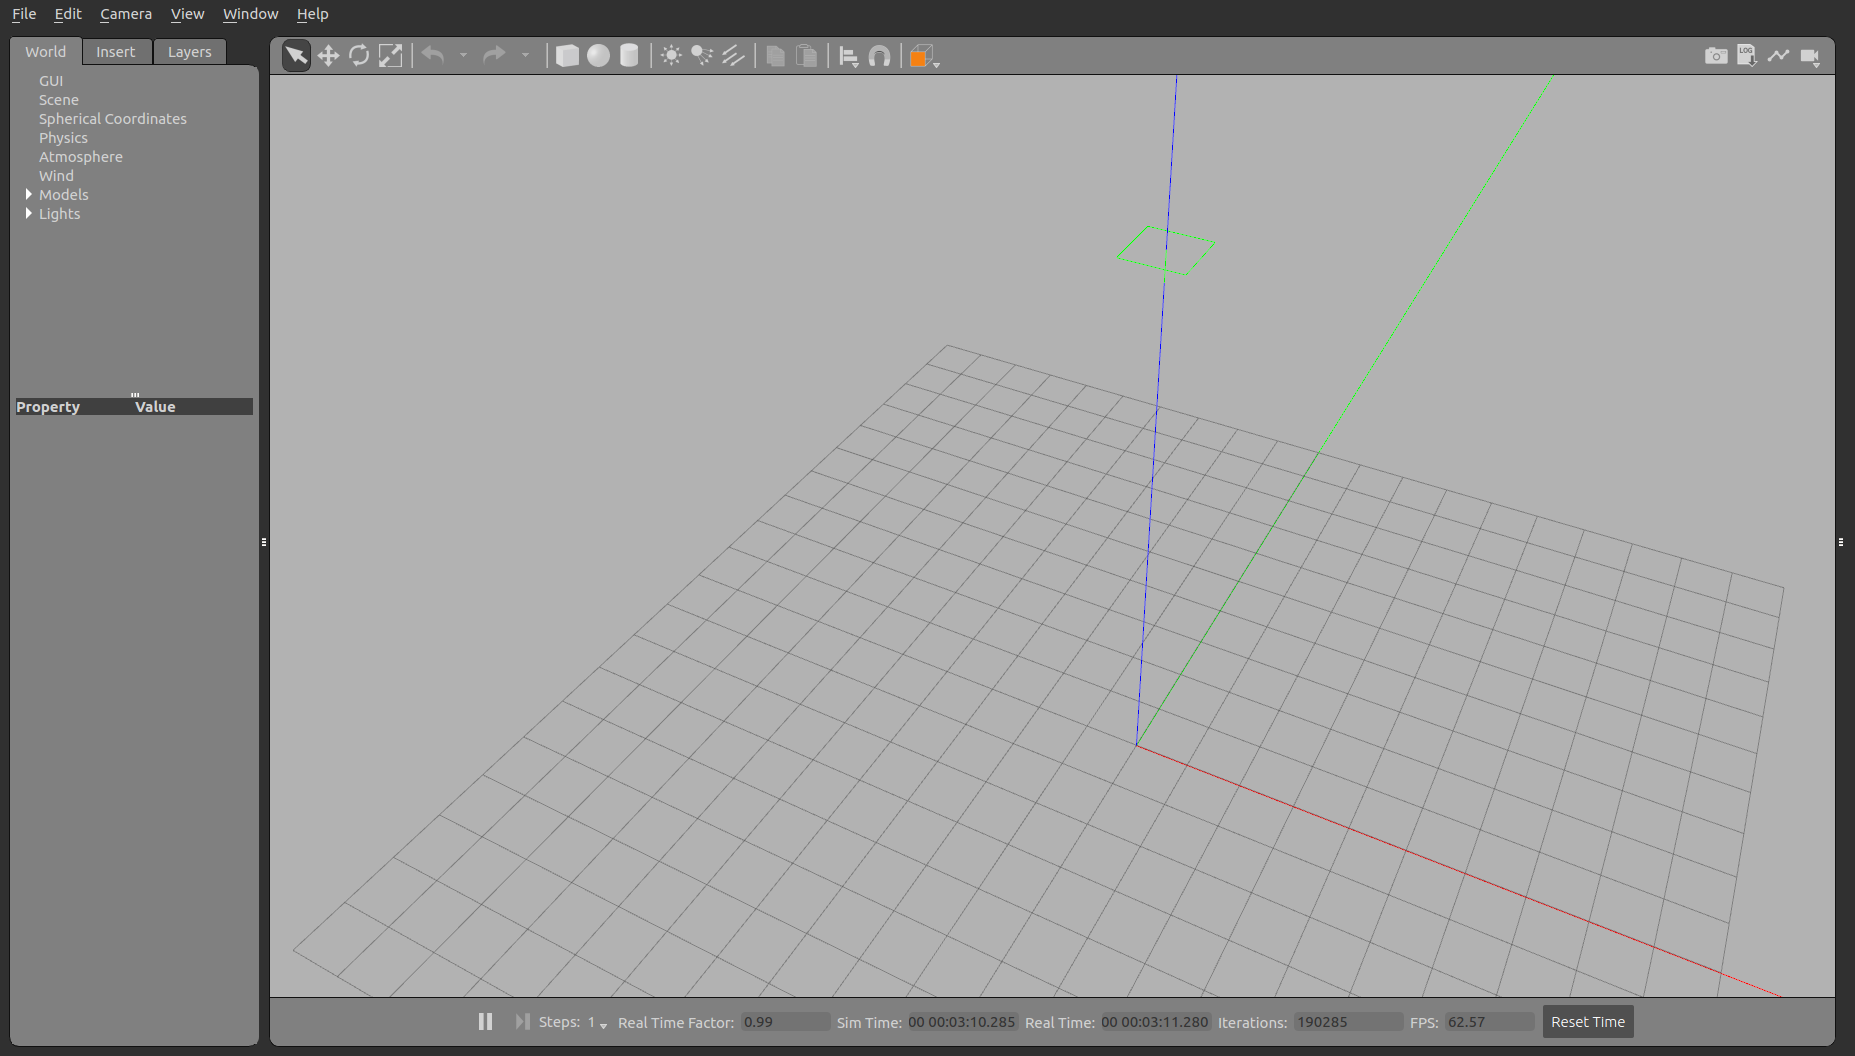 File Edit Camera View Window Help
World Insert Layers
LOG
GUI
Scene
Spherical Coordinates
Physics
Atmosphere
Wind
Models
Lights
Property Value
Steps: 1 Real Time Factor: 0.99 Sim Time: 00 00:03:10.285 Real Time: 00 00:03:11.280 Iterations: 190285 FPS: 62.57 Reset Time